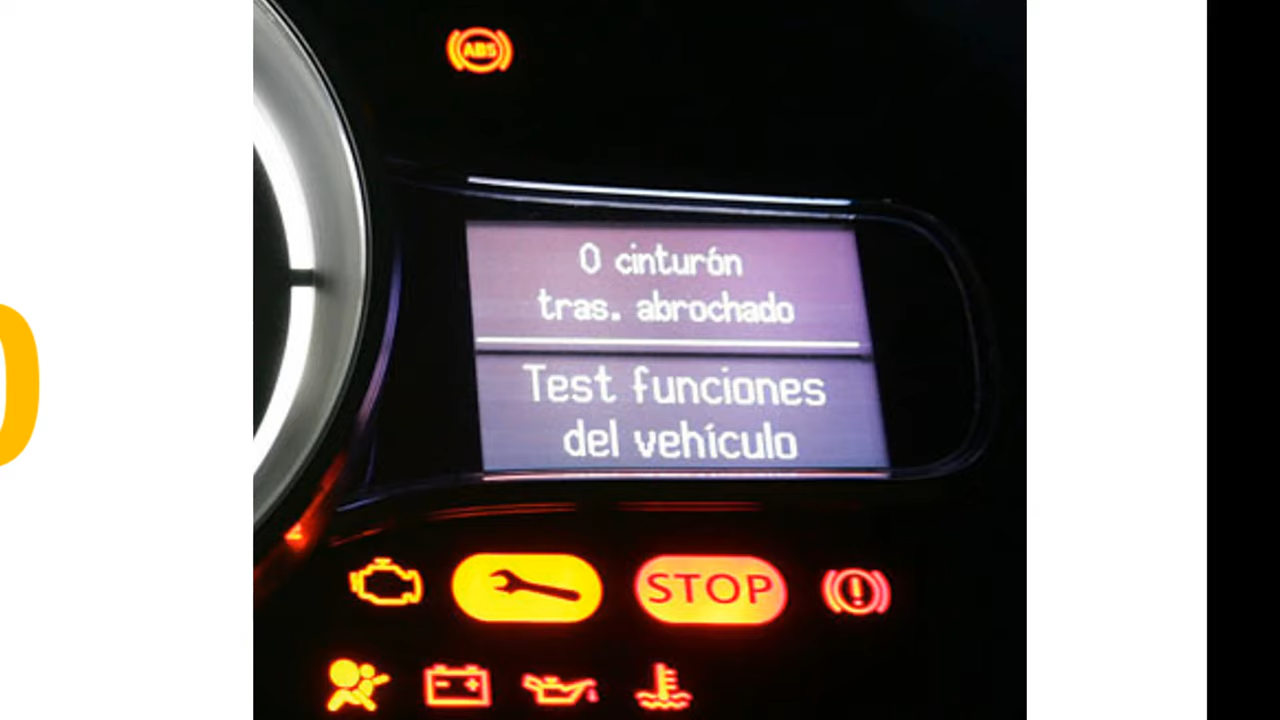 ABS
0 cinturón
tras. abrochado
Test funciones
del vehículo
STOP